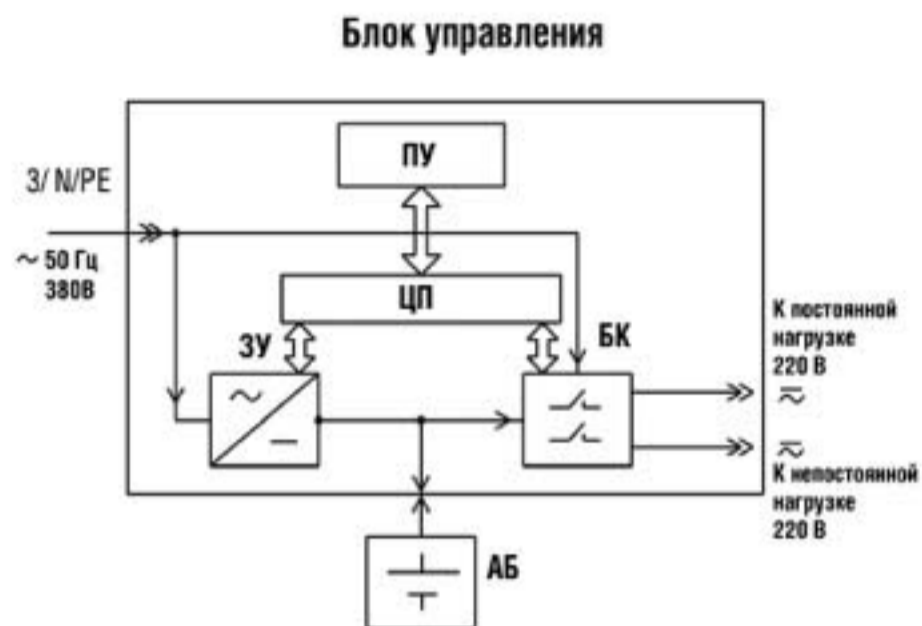 Блок управления
ПУ
3/ N/PE
~ 50 Гц
380В
ЦП
ЗУ
БК
К постоянной
нагрузке
220 В
К непостоянной
нагрузке
220 В
АБ